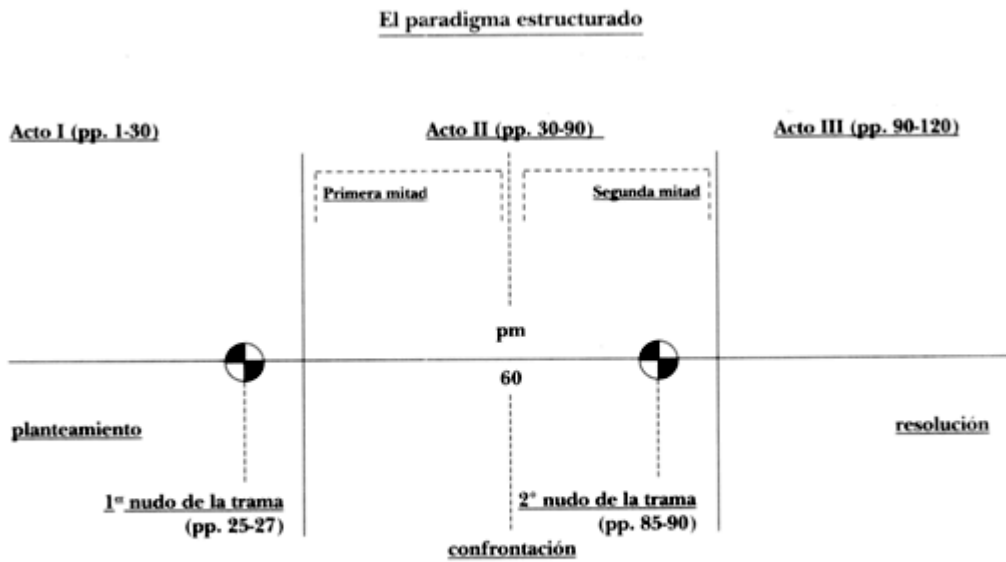 El paradigma estructurado
Acto I (pp. 1-30)
Acto II (pp. 30-90)
Acto III (pp. 90-120)
Primera mitad
Segunda mitad
pm
60
planteamiento
resolución
1er nudo de la trama
(pp. 25-27)
2° nudo de la trama
(pp. 85-90)
confrontación